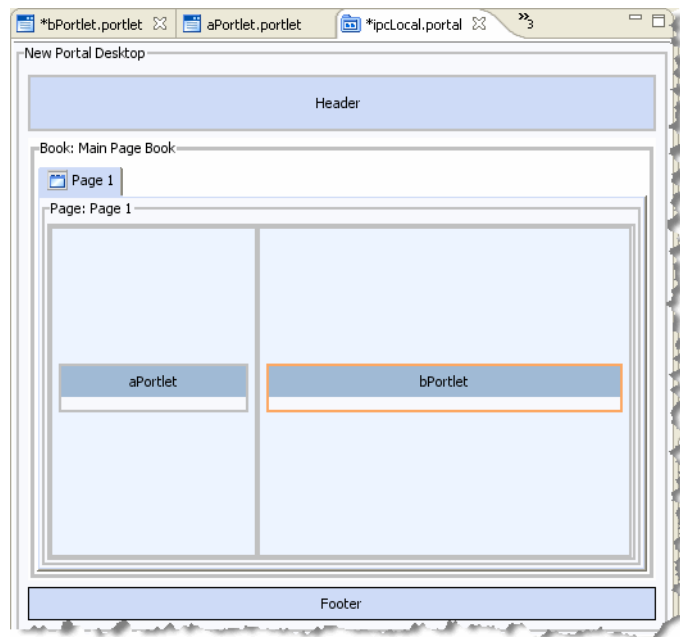 *bPortlet.portlet aPortlet.portlet *ipcLocal.portal »3
New Portal Desktop
Header
Book: Main Page Book
Page 1
Page: Page 1
aPortlet bPortlet
Footer